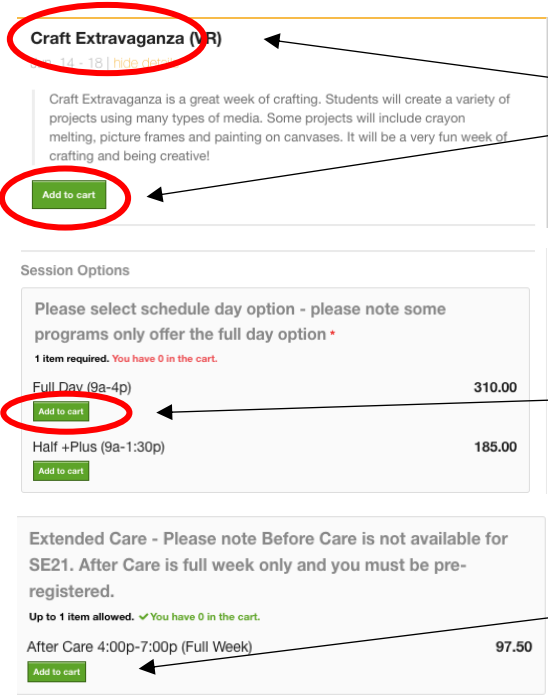 Craft Extravaganza (VR)
Jun. 14 - 18 | hide details
Craft Extravaganza is a great week of crafting. Students will create a variety of
projects using many types of media. Some projects will include crayon
melting, picture frames and painting on canvases. It will be a very fun week of
crafting and being creative!
Add to cart
Session Options
Please select schedule day option - please note some
programs only offer the full day option *
1 item required. You have 0 in the cart.
Full Day (9a-4p) 310.00
Add to cart
Half +Plus (9a-1:30p) 185.00
Add to cart
Extended Care - Please note Before Care is not available for
SE21. After Care is full week only and you must be pre-
registered.
Up to 1 item allowed. ✓You have 0 in the cart.
After Care 4:00p-7:00p (Full Week) 97.50
Add to cart